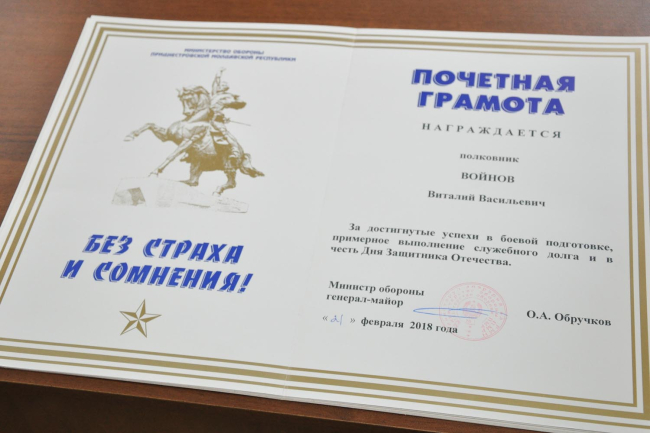 МИНИСТЕРСТВО ОБОРОНЫ
ПРИДНЕСТРОВСКОЙ МОЛДАВСКОЙ РЕСПУБЛИКИ
БЕЗ СТРАХА
И СОМНЕНИЯ!
ПОЧЕТНАЯ
ГРАМОТА
НАГРАЖДАЕТСЯ
полковник
ВОЙНОВ
Виталий Васильевич
За достигнутые успехи в боевой подготовке,
примерное выполнение служебного долга и в
честь Дня Защитника Отечества.
Министр обороны
генерал-майор
О.А. Обручков
«21» февраля 2018 года